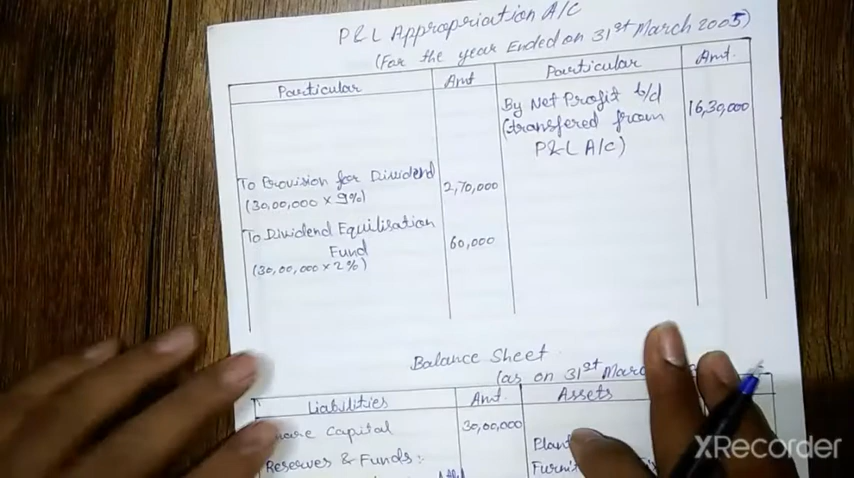 P&L Appropriation A/C
(For the year Ended on 31st March 2005)
Particular Amt Particular Amt.
By Net Profit b/d 16,30,000
(transfered from
P&L A/C)
To Provision for Dividend 2,70,000
(30,00,000 × 9%)
To Dividend Equilisation
Fund 60,000
(30,00,000 × 2%)
Balance Sheet
(as on 31st Marc
Liabilities Amt. Assets
Capital 30,00,000
Reserves & Funds:
Plant
Furnit
XRecorder